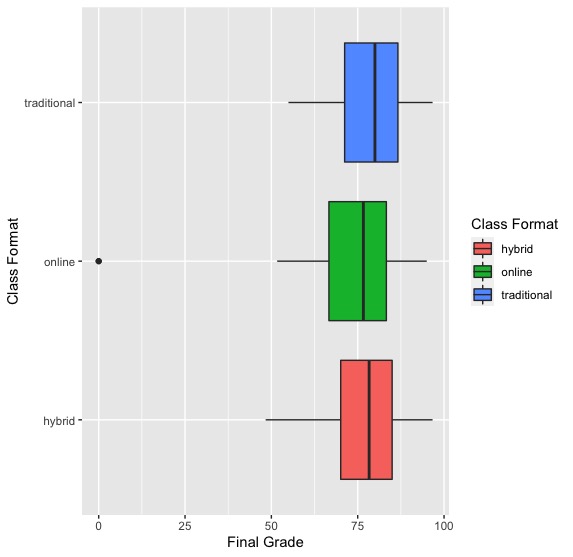 traditional
online
hybrid
Class Format
0 25 50 75 100
Final Grade
Class Format
hybrid
online
traditional